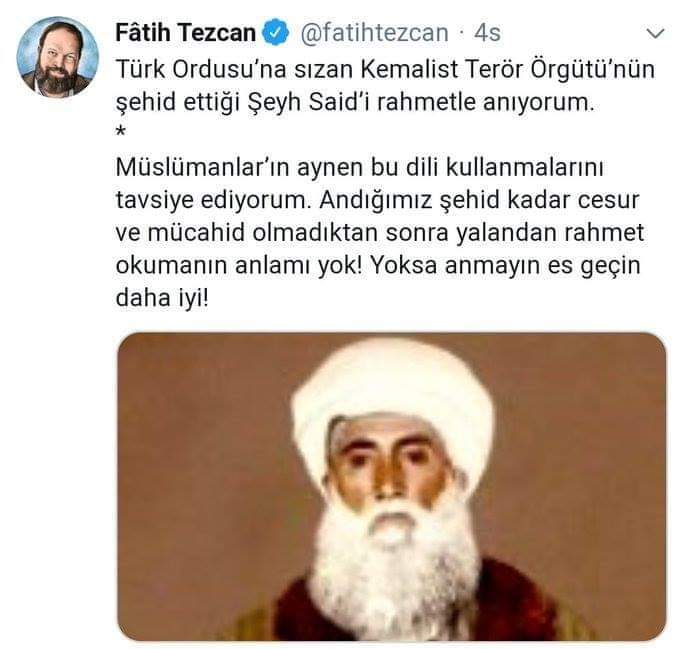 Fâtih Tezcan @fatihtezcan · 4s
Türk Ordusu’na sızan Kemalist Terör Örgütü’nün
şehid ettiği Şeyh Said’i rahmetle anıyorum.
*
Müslümanlar’ın aynen bu dili kullanmalarını
tavsiye ediyorum. Andığımız şehid kadar cesur
ve mücahid olmadıktan sonra yalandan rahmet
okumanın anlamı yok! Yoksa anmayın es geçin
daha iyi!